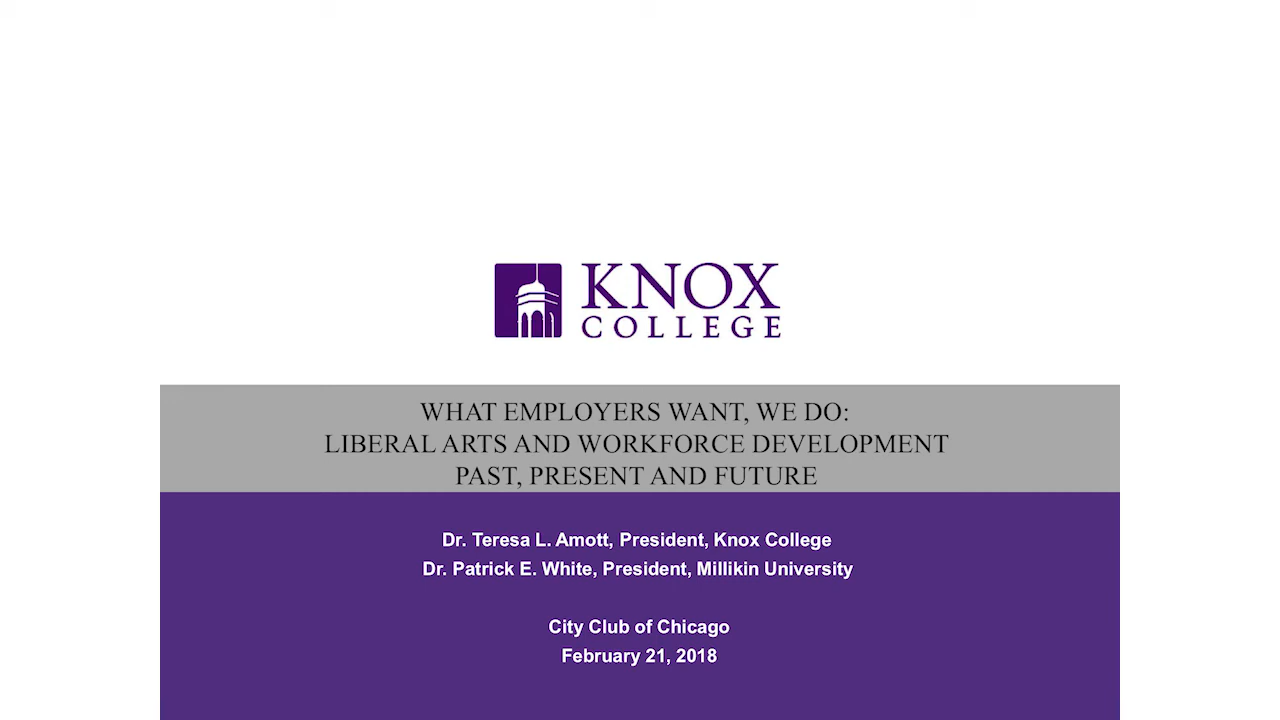 KNOX
COLLEGE
WHAT EMPLOYERS WANT, WE DO:
LIBERAL ARTS AND WORKFORCE DEVELOPMENT
PAST, PRESENT AND FUTURE
Dr. Teresa L. Amott, President, Knox College
Dr. Patrick E. White, President, Millikin University
City Club of Chicago
February 21, 2018